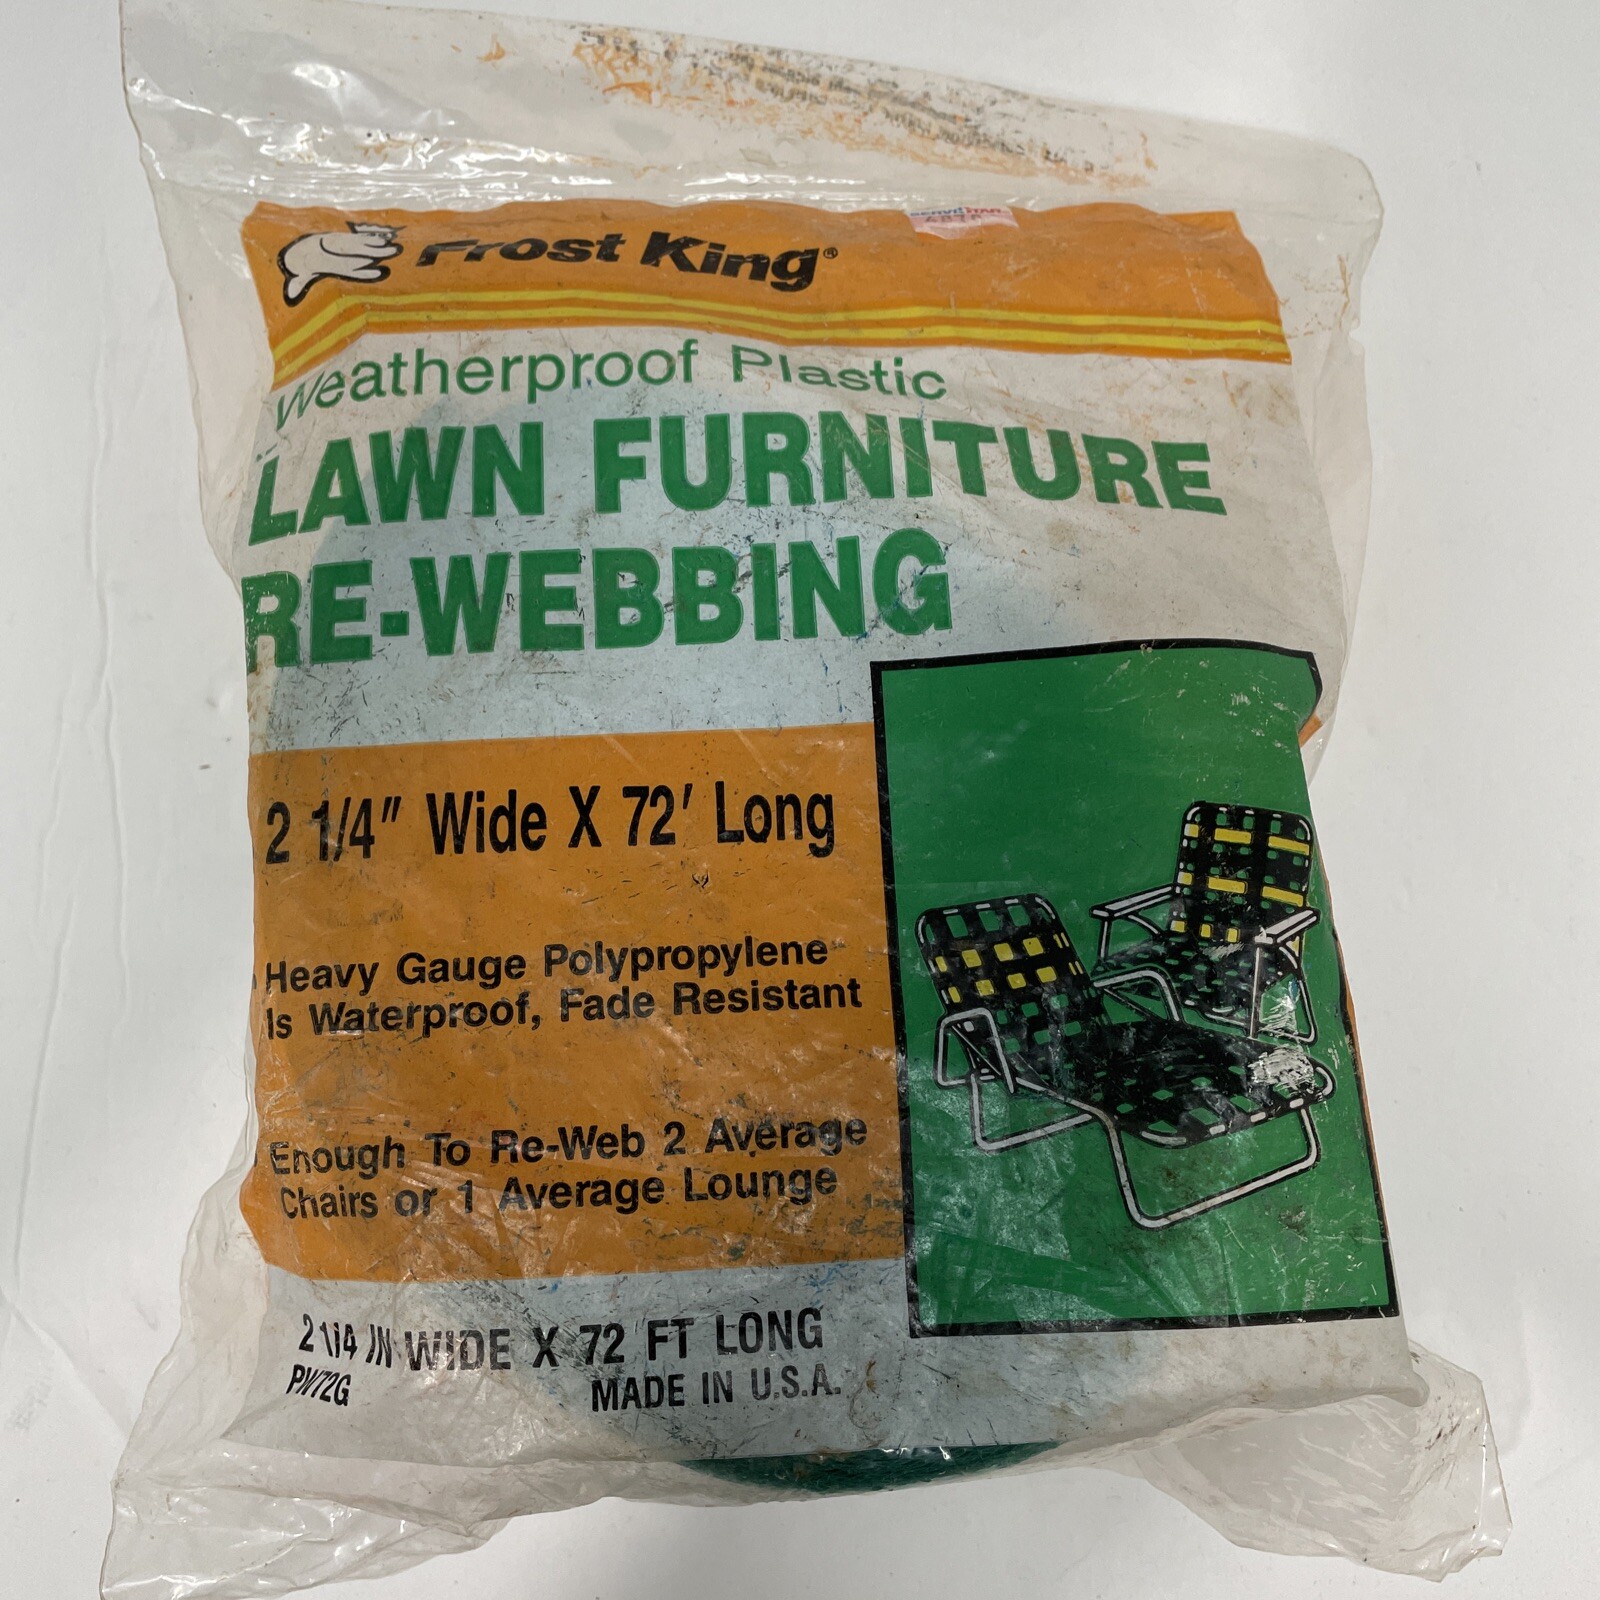 Frost King®
SERVISTAR
Weatherproof Plastic
LAWN FURNITURE
RE-WEBBING
2 1/4" Wide X 72' Long
Heavy Gauge Polypropylene
Is Waterproof, Fade Resistant
Enough To Re-Web 2 Average
Chairs or 1 Average Lounge
2 1/4 IN WIDE X 72 FT LONG
PW72G
MADE IN U.S.A.